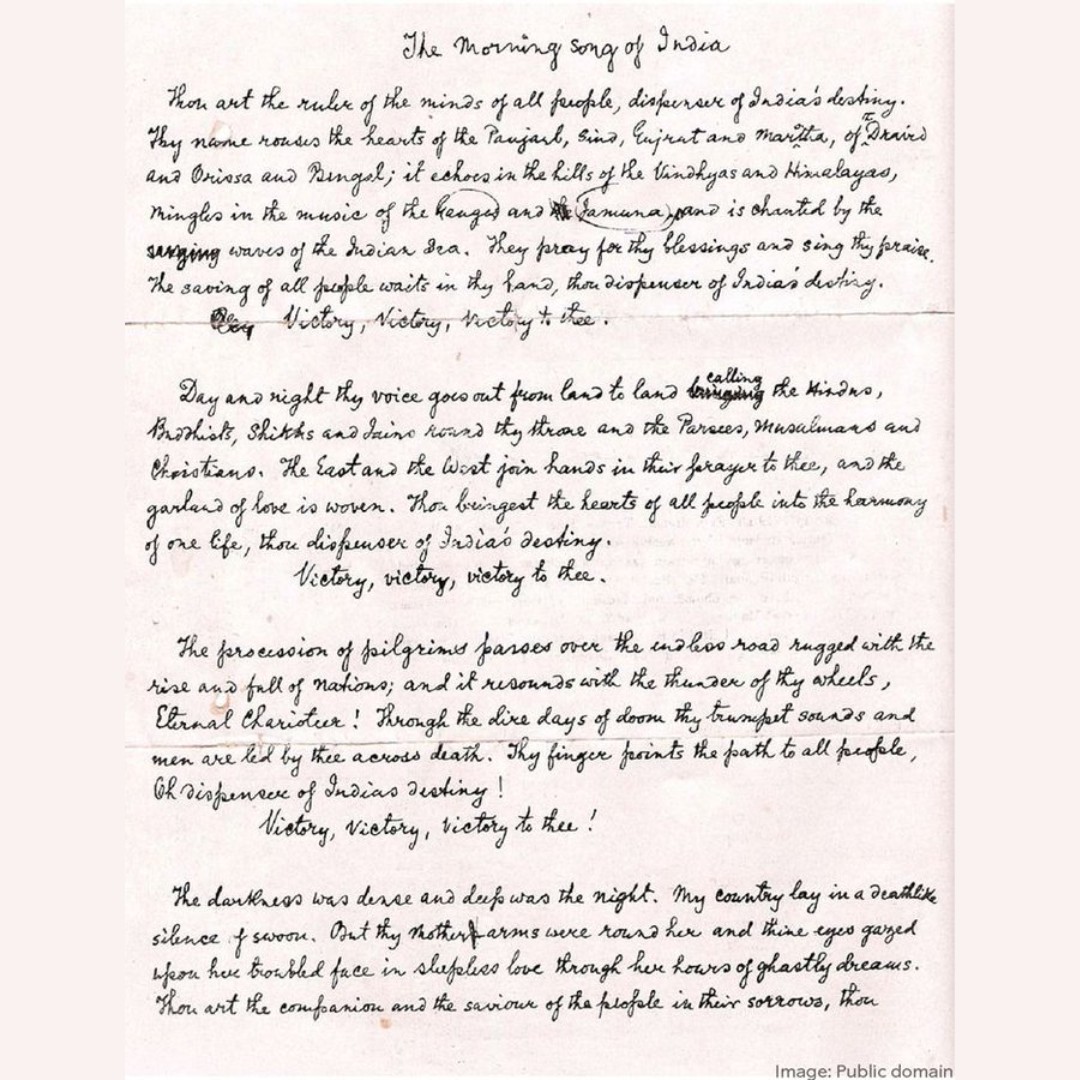 The Morning song of India
Thou art the ruler of the minds of all people, dispenser of India's destiny.
Thy name rouses the hearts of the Panjaub, Sind, Gujrat and Maratha, of the Dravid
and Orissa and Bengal; it echoes in the hills of the Vindhyas and Himalayas,
mingles in the music of the Ganges and Jamuna, and is chanted by the
surging waves of the Indian Sea. They pray for thy blessings and sing thy praise.
The saving of all people waits in thy hand, thou dispenser of India's destiny.
Victory, Victory, Victory to thee.
Day and night thy voice goes out from land to land calling the Hindus,
Buddhists, Shikhs and Jains round thy throne and the Parsees, Musalmans and
Christians. The East and the West join hands in their prayer to thee, and the
garland of love is woven. Thou bringest the hearts of all people into the harmony
of one life, thou dispenser of India's destiny.
Victory, victory, victory to thee.
The procession of pilgrims passes over the endless road rugged with the
rise and fall of Nations; and it resounds with the thunder of thy wheels,
Eternal Charioteer! Through the dire days of doom thy trumpet sounds and
men are led by thee across death. Thy finger points the path to all people,
Oh dispenser of Indias destiny!
Victory, Victory, Victory to thee!
The darkness was dense and deep was the night. My country lay in a deathlike
silence of swoon. But thy Mother arms were round her and thine eyes gazed
upon her troubled face in sleepless love through her hours of ghastly dreams.
Thou art the companion and the saviour of the people in their sorrows, thou
Image: Public domain